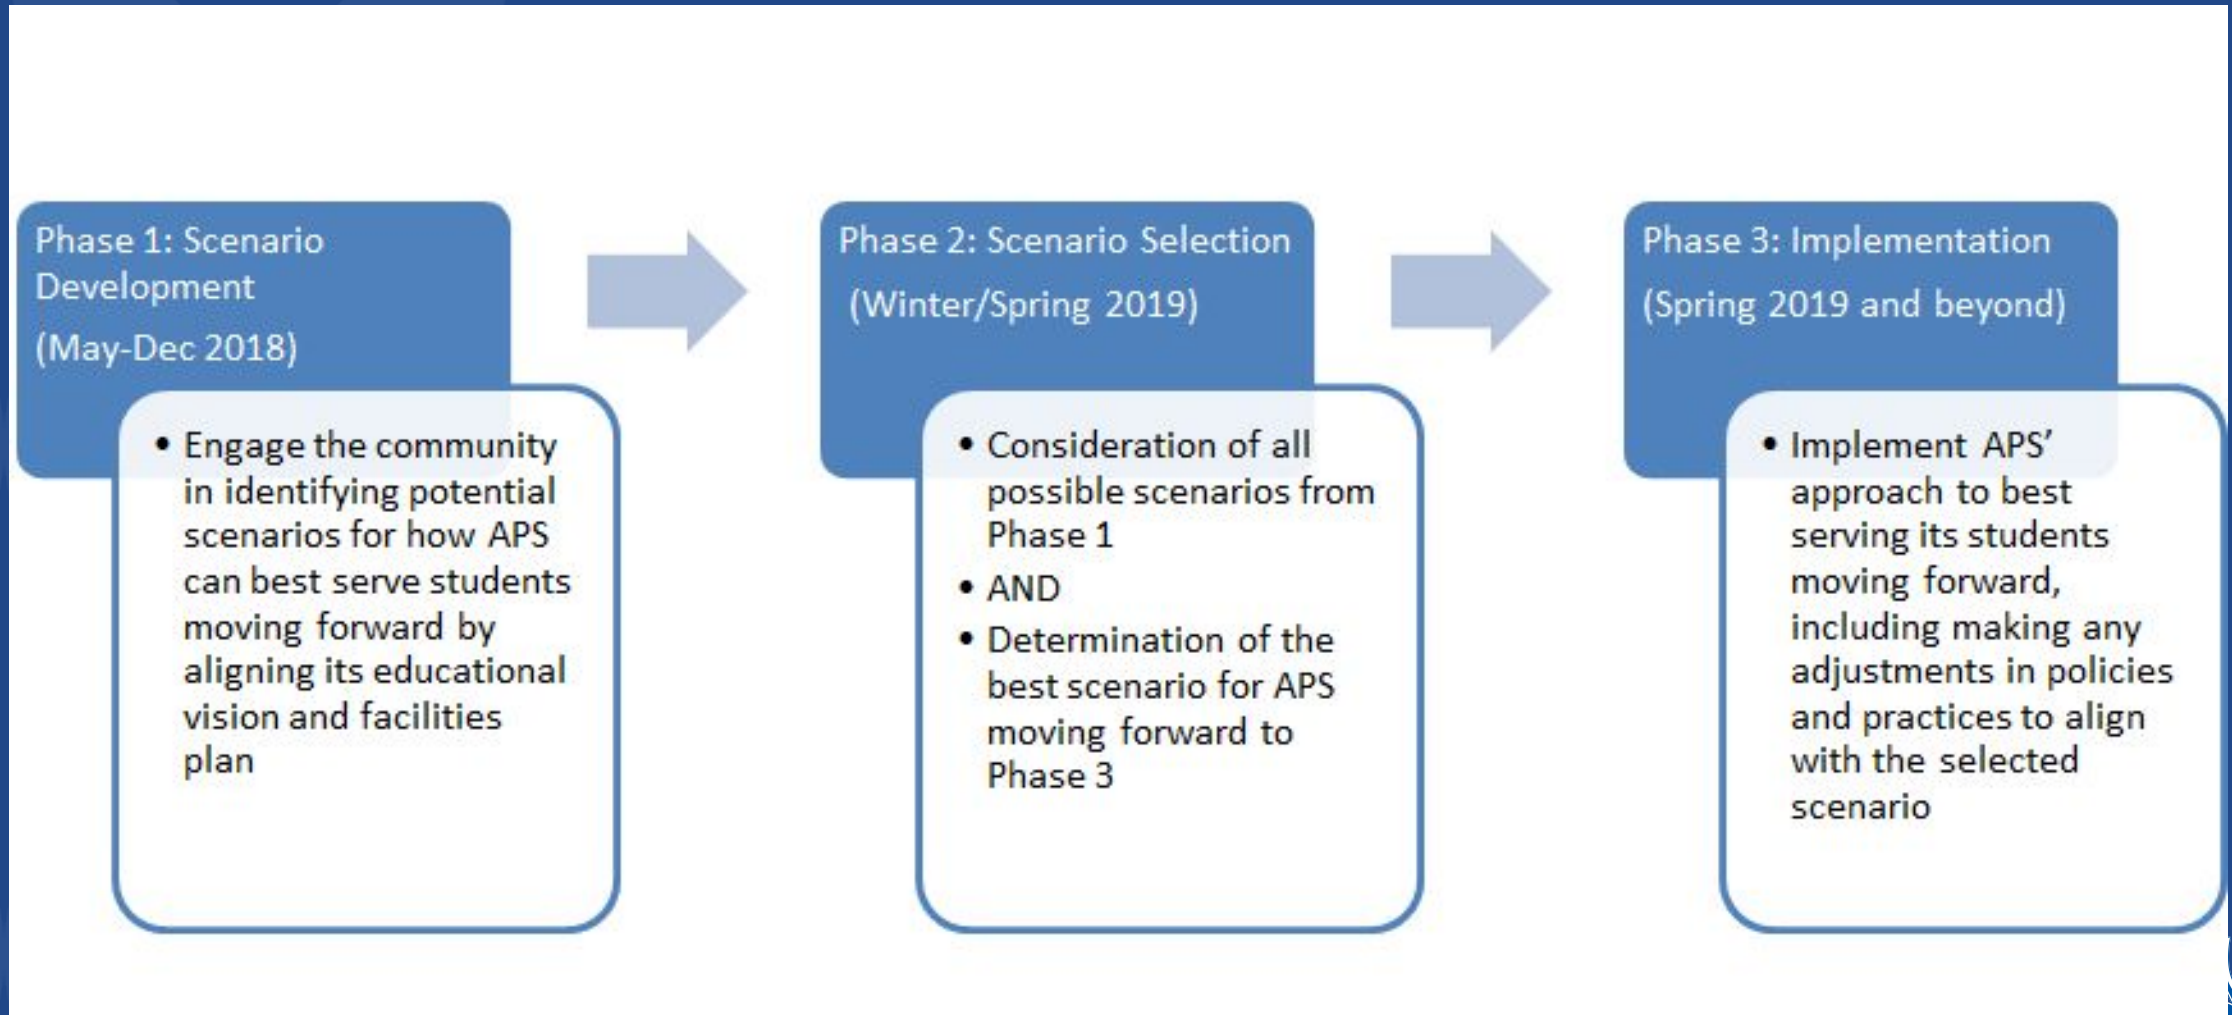 Phase 1: Scenario
Development
(May-Dec 2018)
• Engage the community
in identifying potential
scenarios for how APS
can best serve students
moving forward by
aligning its educational
vision and facilities
plan
Phase 2: Scenario Selection
(Winter/Spring 2019)
• Consideration of all
possible scenarios from
Phase 1
• AND
• Determination of the
best scenario for APS
moving forward to
Phase 3
Phase 3: Implementation
(Spring 2019 and beyond)
• Implement APS’
approach to best
serving its students
moving forward,
including making any
adjustments in policies
and practices to align
with the selected
scenario